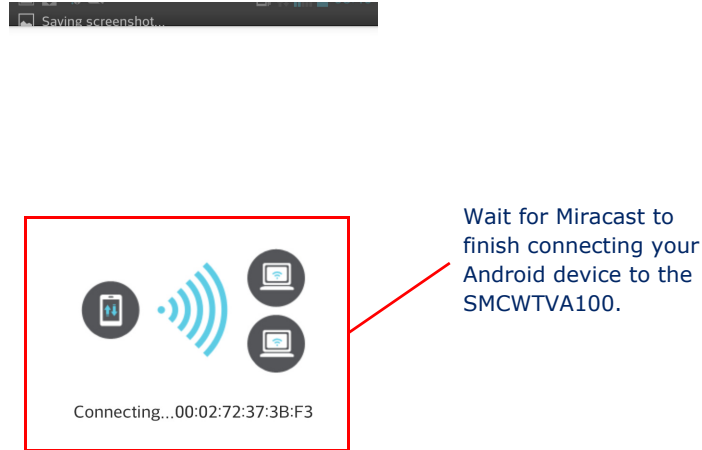 Saving screenshot...
Wait for Miracast to
finish connecting your
Android device to the
SMCWTVA100.
Connecting...00:02:72:37:3B:F3